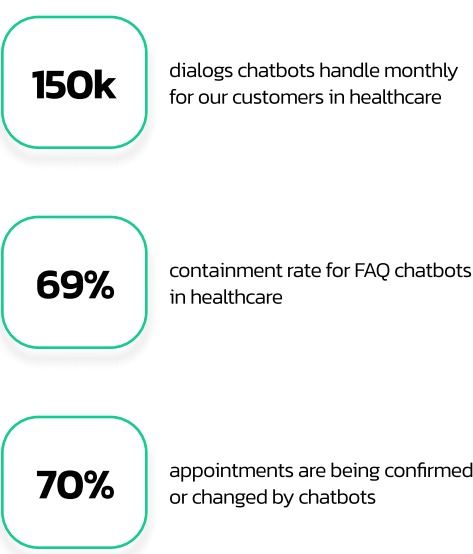 150k
dialogs chatbots handle monthly
for our customers in healthcare
69%
containment rate for FAQ chatbots
in healthcare
70%
appointments are being confirmed
or changed by chatbots